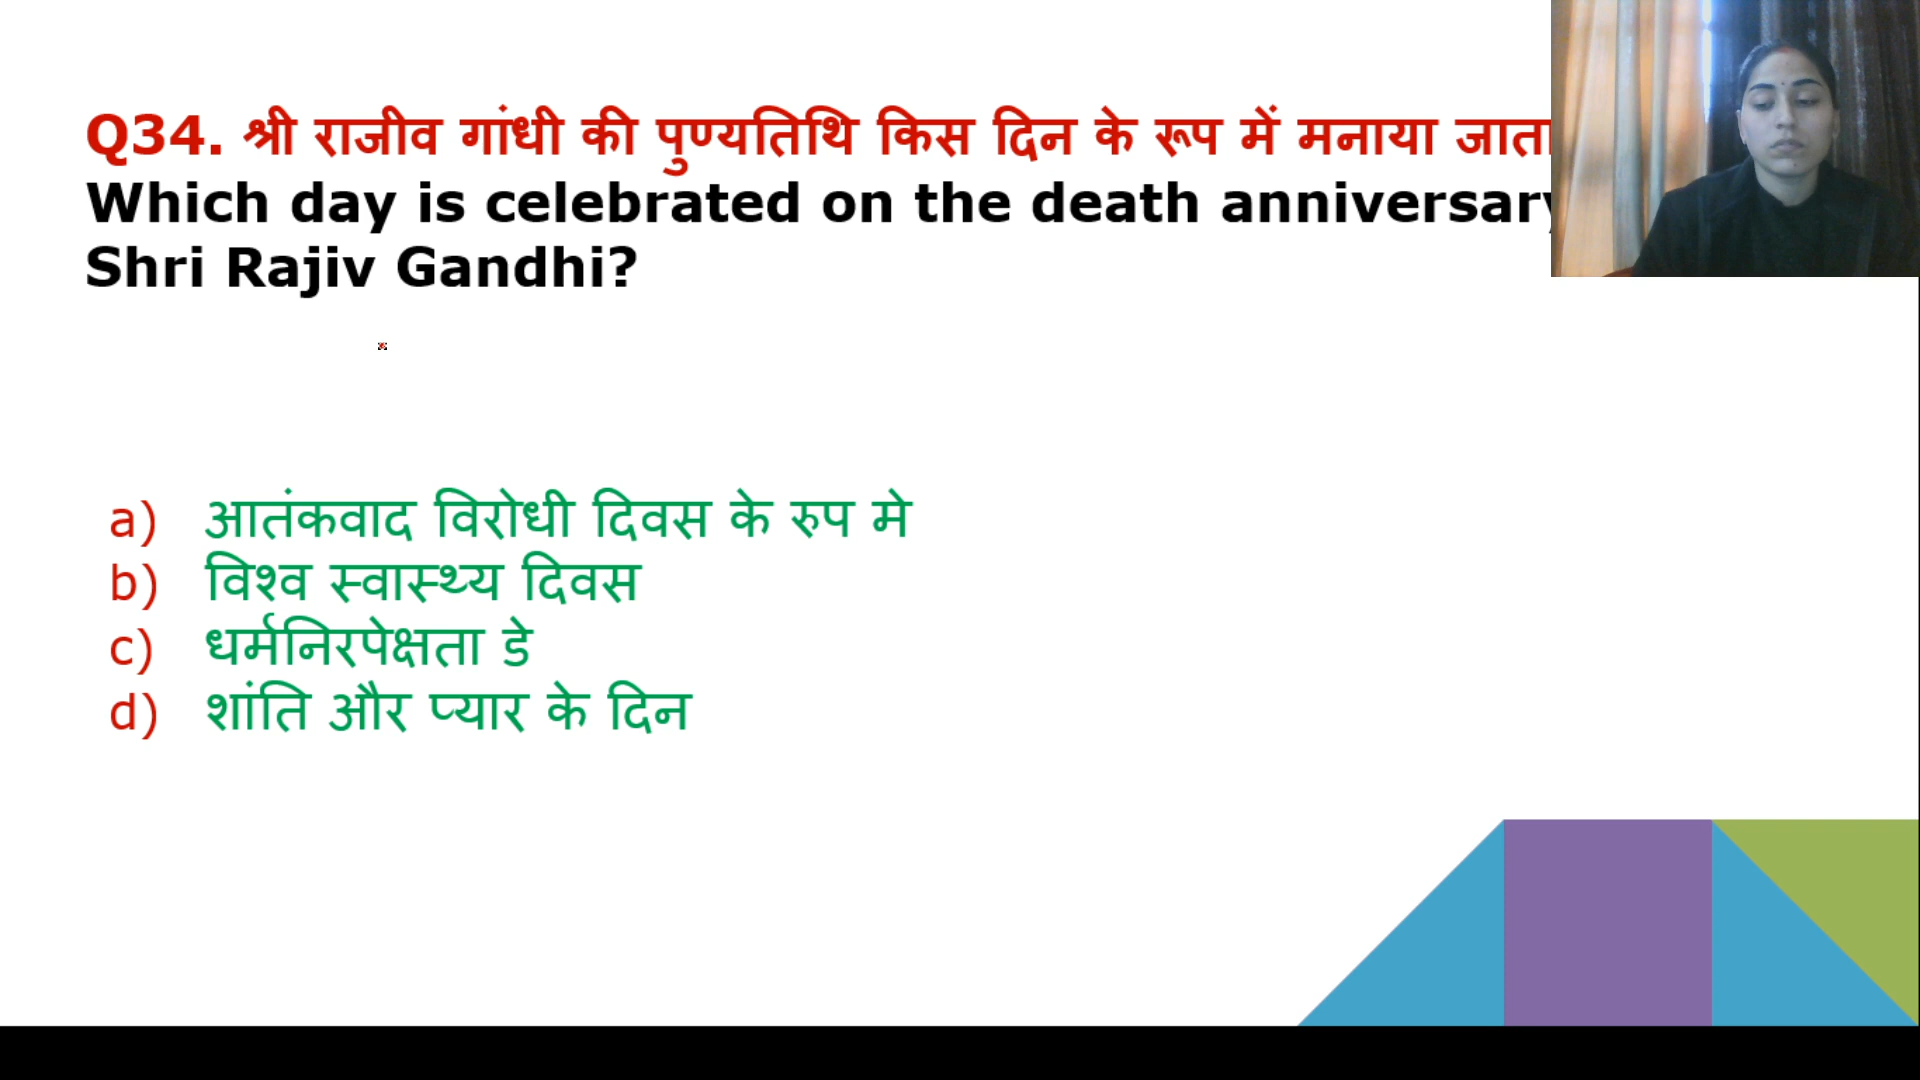 Q34. श्री राजीव गांधी की पुण्यतिथि किस दिन के रूप में मनाया जाता
Which day is celebrated on the death anniversary
Shri Rajiv Gandhi?
a) आतंकवाद विरोधी दिवस के रुप मे
b) विश्व स्वास्थ्य दिवस
c) धर्मनिरपेक्षता डे
d) शांति और प्यार के दिन